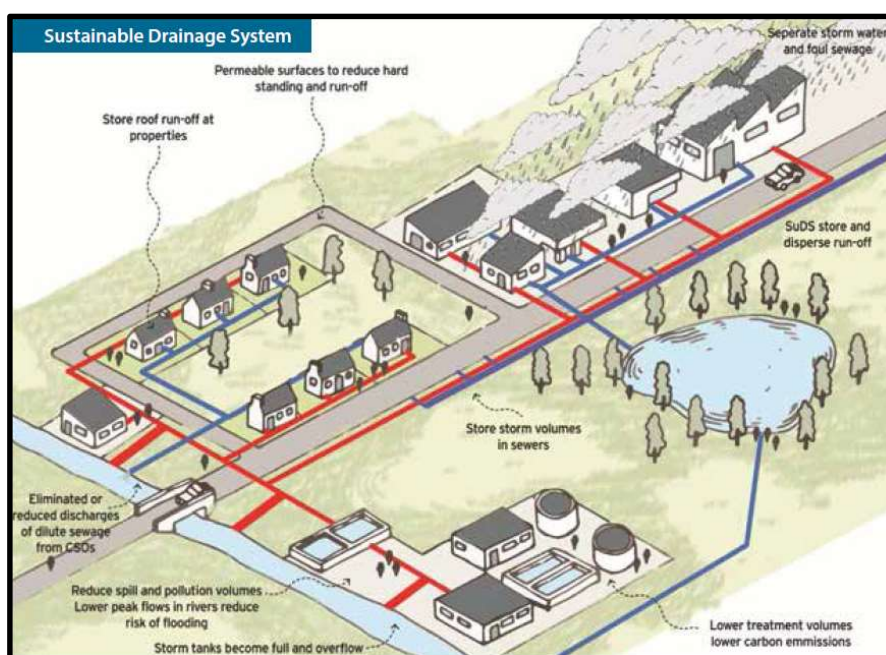 Sustainable Drainage System
Seperate storm water
and foul sewage
Permeable surfaces to reduce hard
standing and run-off
Store roof run-off at
properties
SuDS store and
disperse run-off
Store storm volumes
in sewers
Eliminated or
reduced discharges
of dilute sewage
from CSOs
Reduce spill and pollution volumes
Lower peak flows in rivers reduce
risk of flooding
Storm tanks become full and overflow
Lower treatment volumes
lower carbon emmissions